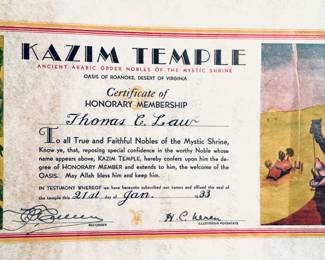 KAZIM TEMPLE
ANCIENT ARABIC ORDER NOBLES OF THE MYSTIC SHRINE
OASIS OF ROANOKE, DESERT OF VIRGINIA
Certificate of
HONORARY MEMBERSHIP
Thomas C. Law
To all True and Faithful Nobles of the Mystic Shrine,
Know ye, that, reposing special confidence in the worthy Noble whose
name appears above, KAZIM TEMPLE, hereby confers upon him the de-
gree of HONORARY MEMBER and extends to him, the welcome of the
OASIS. May Allah bless him and keep him.
IN TESTIMONY WHEREOF we have hereunto subscribed our names and affixed the seal of
the temple this 21st day of Jan. 1933
H. C.
RECORDER
ILLUSTRIOUS POTENTATE